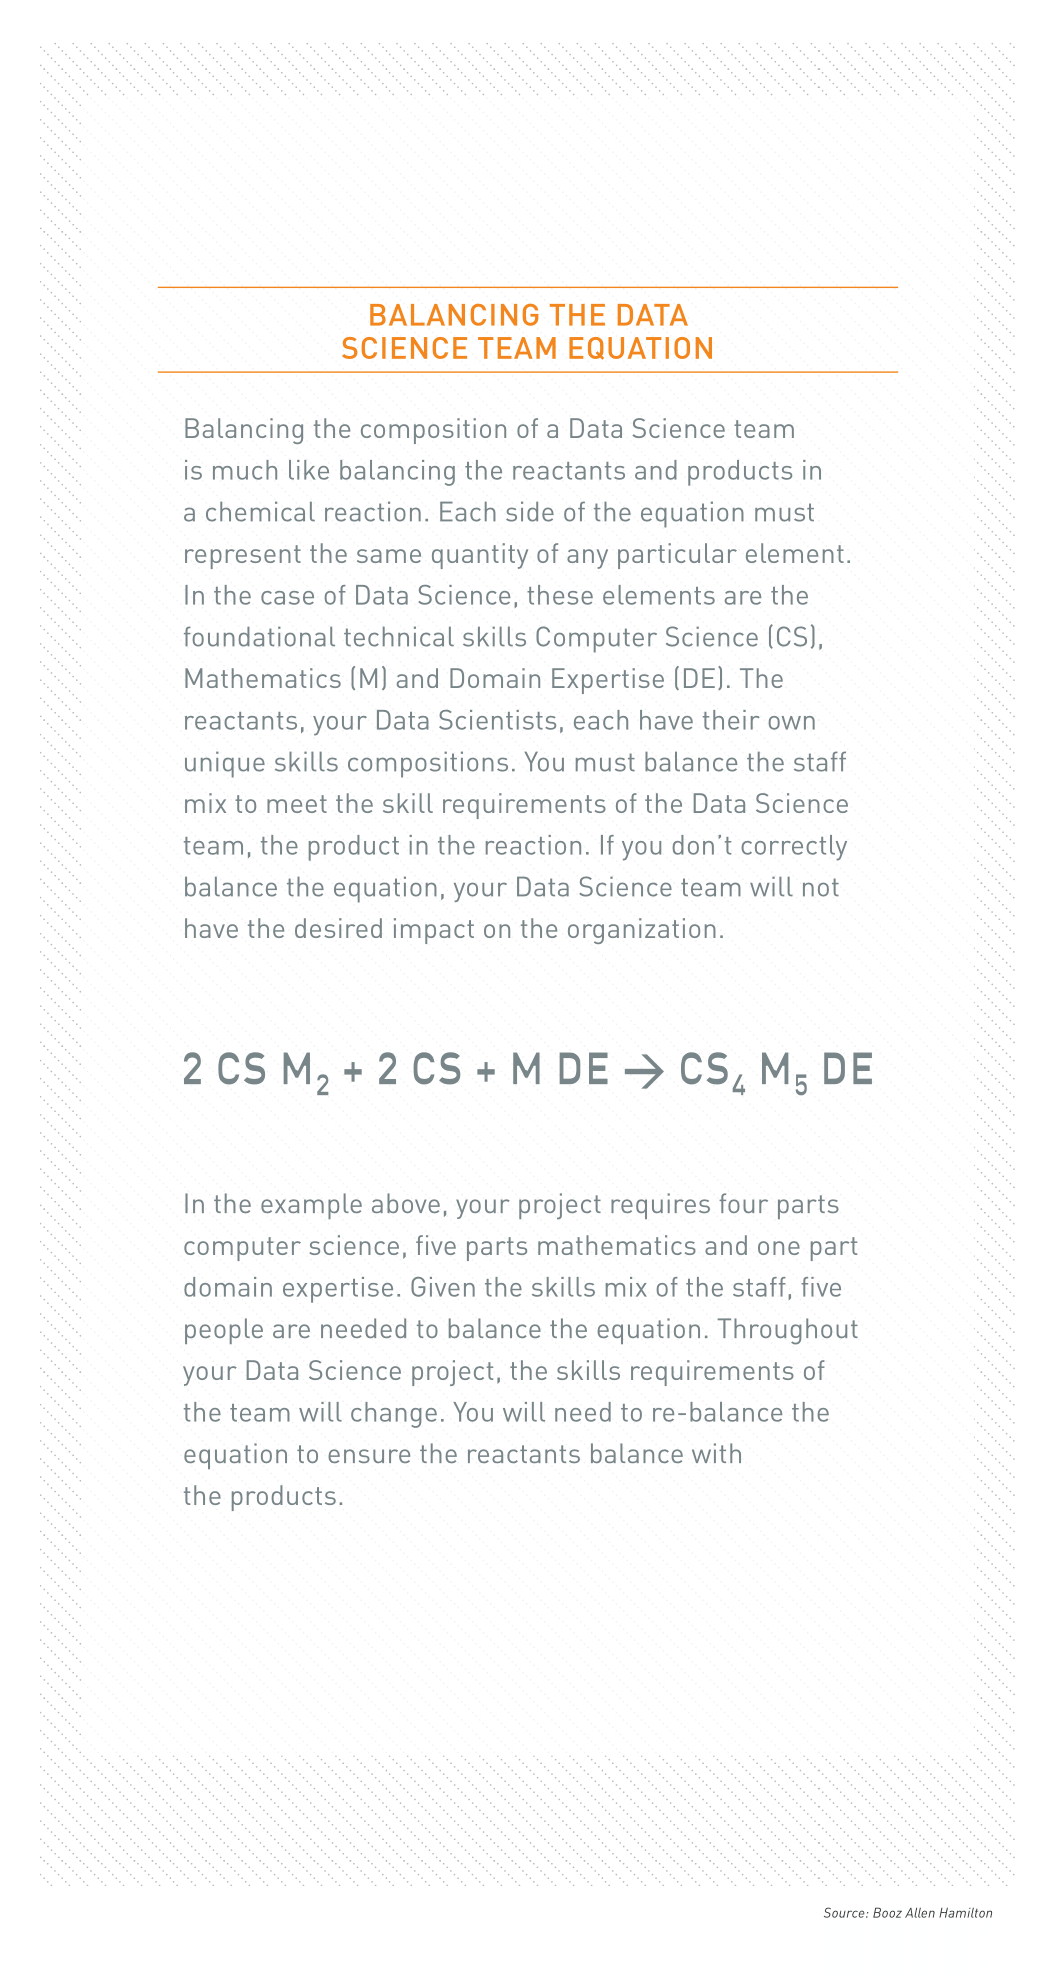 BALANCING THE DATA
SCIENCE TEAM EQUATION
Balancing the composition of a Data Science team
is much like balancing the reactants and products in
a chemical reaction. Each side of the equation must
represent the same quantity of any particular element.
In the case of Data Science, these elements are the
foundational technical skills Computer Science (CS),
Mathematics (M) and Domain Expertise (DE). The
reactants, your Data Scientists, each have their own
unique skills compositions. You must balance the staff
mix to meet the skill requirements of the Data Science
team, the product in the reaction. If you don’t correctly
balance the equation, your Data Science team will not
have the desired impact on the organization.
2 CS M₂ + 2 CS + M DE → CS₄ M₅ DE
In the example above, your project requires four parts
computer science, five parts mathematics and one part
domain expertise. Given the skills mix of the staff, five
people are needed to balance the equation. Throughout
your Data Science project, the skills requirements of
the team will change. You will need to re-balance the
equation to ensure the reactants balance with
the products.
Source: Booz Allen Hamilton